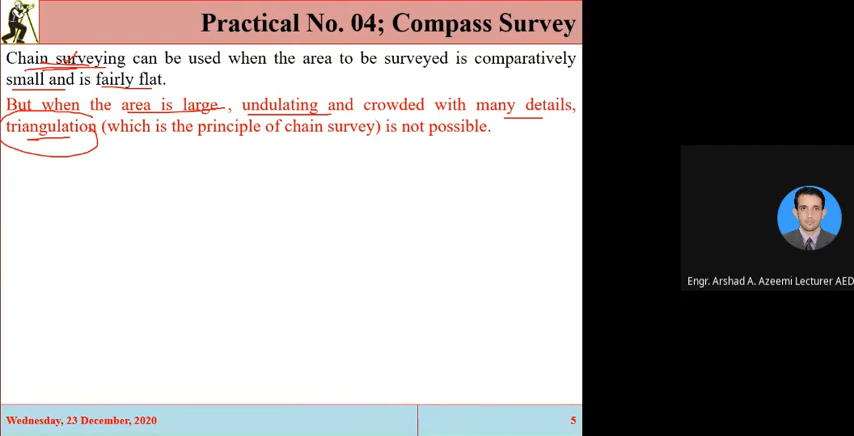 Practical No. 04; Compass Survey
Chain surveying can be used when the area to be surveyed is comparatively
small and is fairly flat.
But when the area is large , undulating and crowded with many details,
triangulation (which is the principle of chain survey) is not possible.
Engr. Arshad A. Azeemi Lecturer AED
Wednesday, 23 December, 2020
5